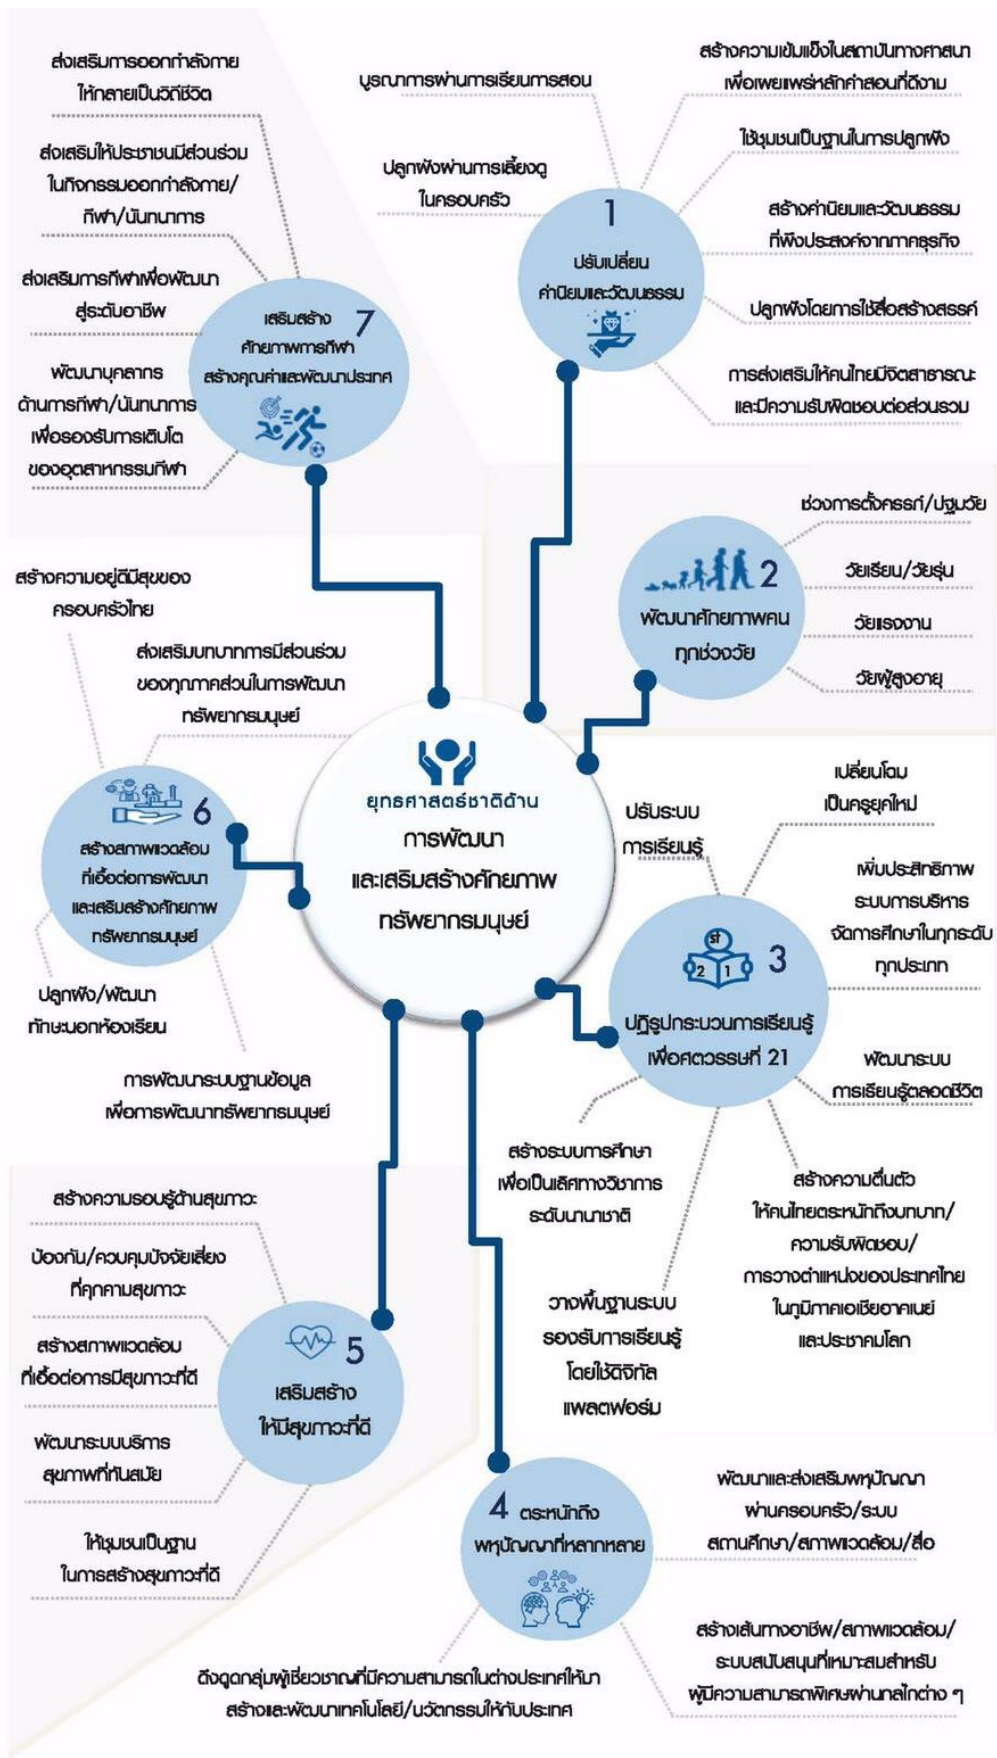 ยุทธศาสตร์ชาติด้าน
การพัฒนา
และเสริมสร้างศักยภาพ
ทรัพยากรมนุษย์
1
ปรับเปลี่ยน
ค่านิยมและวัฒนธรรม
ปลูกฝังผ่านการเลี้ยงดู
ในครอบครัว
บูรณาการผ่านการเรียนการสอน
สร้างความเข้มแข็งในสถาบันทางศาสนา
เพื่อเผยแพร่หลักคำสอนที่ดีงาม
ใช้ชุมชนเป็นฐานในการปลูกฝัง
สร้างค่านิยมและวัฒนธรรม
ที่พึงประสงค์จากภาคธุรกิจ
ปลูกฝังโดยการใช้สื่อสร้างสรรค์
การส่งเสริมให้คนไทยมีจิตสาธารณะ
และมีความรับผิดชอบต่อส่วนรวม
2
พัฒนาศักยภาพคน
ทุกช่วงวัย
ช่วงการตั้งครรภ์/ปฐมวัย
วัยเรียน/วัยรุ่น
วัยแรงงาน
วัยผู้สูงอายุ
st
2 1
3
ปฏิรูปกระบวนการเรียนรู้
เพื่อศตวรรษที่ 21
ปรับระบบ
การเรียนรู้
เปลี่ยนโฉม
เป็นครูยุคใหม่
เพิ่มประสิทธิภาพ
ระบบการบริหาร
จัดการศึกษาในทุกระดับ
ทุกประเภท
พัฒนาระบบ
การเรียนรู้ตลอดชีวิต
สร้างความตื่นตัว
ให้คนไทยตระหนักถึงบทบาท/
ความรับผิดชอบ/
การวางตำแหน่งของประเทศไทย
ในภูมิภาคเอเชียอาคเนย์
และประชาคมโลก
วางพื้นฐานระบบ
รองรับการเรียนรู้
โดยใช้ดิจิทัล
แพลตฟอร์ม
สร้างระบบการศึกษา
เพื่อเป็นเลิศทางวิชาการ
ระดับนานาชาติ
4 ตระหนักถึง
พหุปัญญาที่หลากหลาย
พัฒนาและส่งเสริมพหุปัญญา
ผ่านครอบครัว/ระบบ
สถานศึกษา/สภาพแวดล้อม/สื่อ
สร้างเส้นทางอาชีพ/สภาพแวดล้อม/
ระบบสนับสนุนที่เหมาะสมสำหรับ
ผู้มีความสามารถพิเศษผ่านกลไกต่าง ๆ
ดึงดูดกลุ่มผู้เชี่ยวชาญที่มีความสามารถในต่างประเทศให้มา
สร้างและพัฒนาเทคโนโลยี/นวัตกรรมให้กับประเทศ
5
เสริมสร้าง
ให้มีสุขภาวะที่ดี
สร้างความรอบรู้ด้านสุขภาวะ
ป้องกัน/ควบคุมปัจจัยเสี่ยง
ที่คุกคามสุขภาวะ
สร้างสภาพแวดล้อม
ที่เอื้อต่อการมีสุขภาวะที่ดี
พัฒนาระบบบริการ
สุขภาพที่ทันสมัย
ให้ชุมชนเป็นฐาน
ในการสร้างสุขภาวะที่ดี
6
สร้างสภาพแวดล้อม
ที่เอื้อต่อการพัฒนา
และเสริมสร้างศักยภาพ
ทรัพยากรมนุษย์
สร้างความอยู่ดีมีสุขของ
ครอบครัวไทย
ส่งเสริมบทบาทการมีส่วนร่วม
ของทุกภาคส่วนในการพัฒนา
ทรัพยากรมนุษย์
ปลูกฝัง/พัฒนา
ทักษะนอกห้องเรียน
การพัฒนาระบบฐานข้อมูล
เพื่อการพัฒนาทรัพยากรมนุษย์
เสริมสร้าง 7
ศักยภาพการกีฬา
สร้างคุณค่าและพัฒนาประเทศ
ส่งเสริมการออกกำลังกาย
ให้กลายเป็นวิถีชีวิต
ส่งเสริมให้ประชาชนมีส่วนร่วม
ในกิจกรรมออกกำลังกาย/
กีฬา/นันทนาการ
ส่งเสริมการกีฬาเพื่อพัฒนา
สู่ระดับอาชีพ
พัฒนาบุคลากร
ด้านการกีฬา/นันทนาการ
เพื่อรองรับการเติบโต
ของอุตสาหกรรมกีฬา